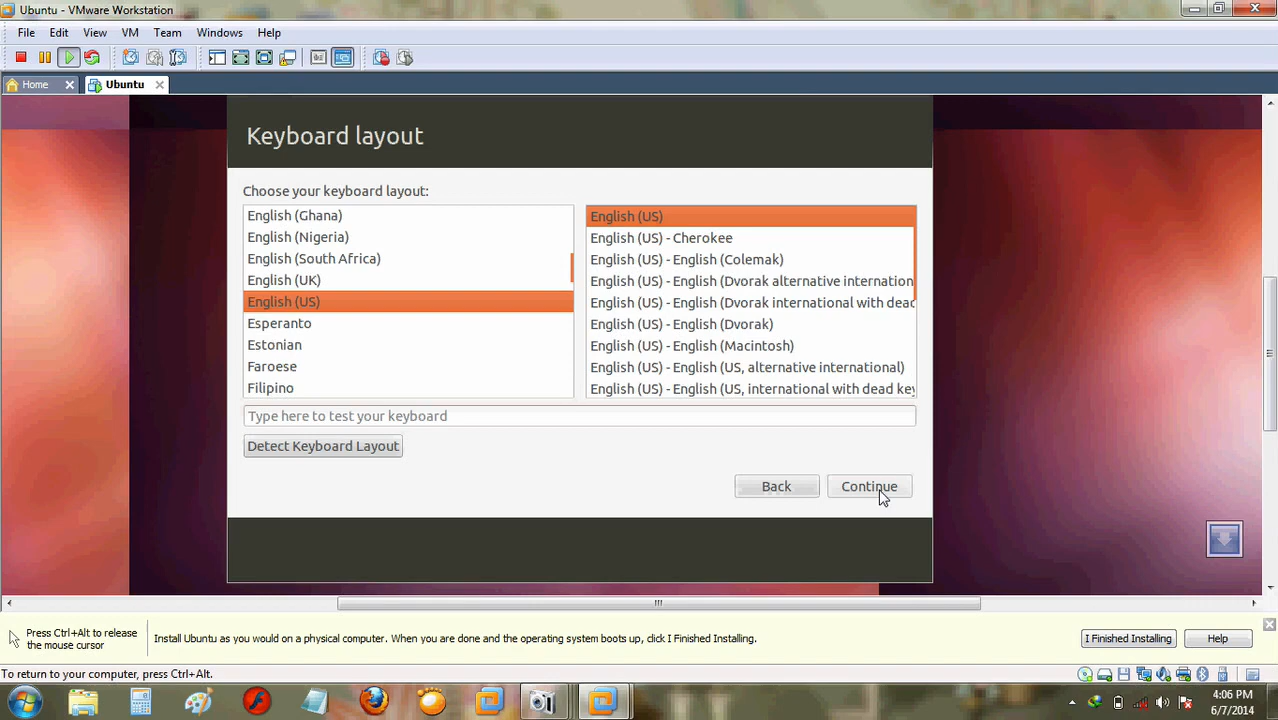 Ubuntu - VMware Workstation
File Edit View VM Team Windows Help
Home Ubuntu
Keyboard layout
Choose your keyboard layout:
English (Ghana)
English (Nigeria)
English (South Africa)
English (UK)
English (US)
Esperanto
Estonian
Faroese
Filipino
English (US)
English (US) - Cherokee
English (US) - English (Colemak)
English (US) - English (Dvorak alternative internation
English (US) - English (Dvorak international with dead
English (US) - English (Dvorak)
English (US) - English (Macintosh)
English (US) - English (US, alternative international)
English (US) - English (US, international with dead key
Type here to test your keyboard
Detect Keyboard Layout
Back Continue
Press Ctrl+Alt to release
the mouse cursor
Install Ubuntu as you would on a physical computer. When you are done and the operating system boots up, click I Finished Installing.
I Finished Installing Help
To return to your computer, press Ctrl+Alt.
4:06 PM
6/7/2014